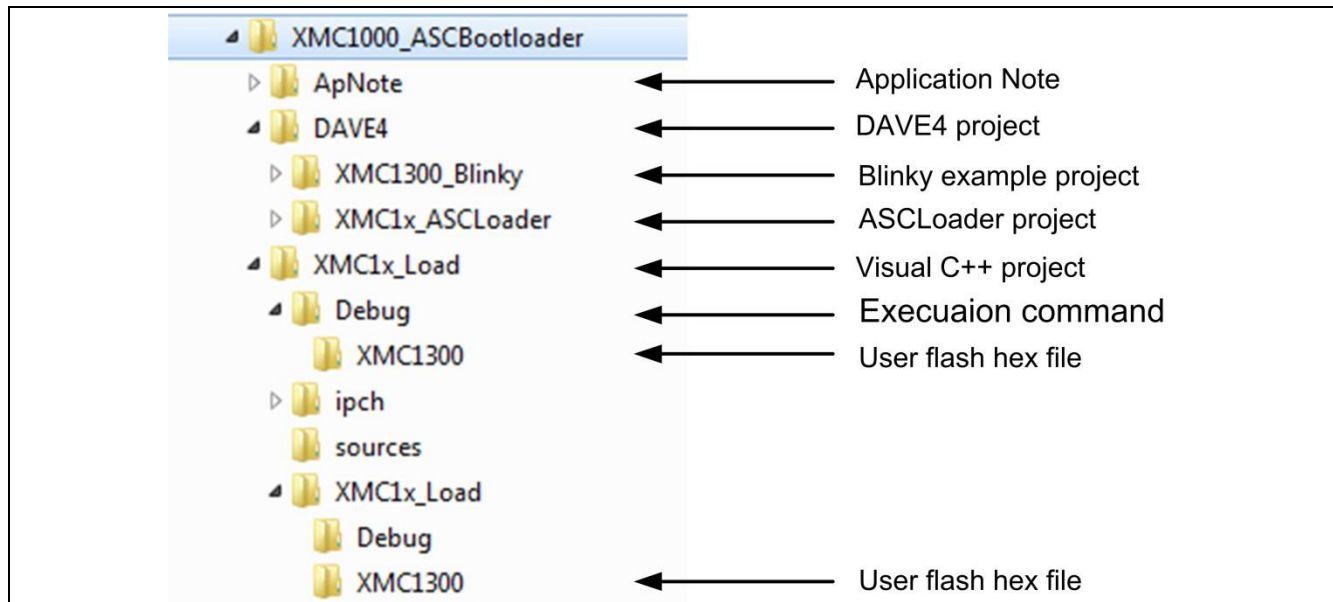 XMC1000_ASCBootloader
ApNote Application Note
DAVE4 DAVE4 project
XMC1300_Blinky Blinky example project
XMC1x_ASCLoader ASCLoader project
XMC1x_Load Visual C++ project
Debug Execuaion command
XMC1300 User flash hex file
ipch
sources
XMC1x_Load
Debug
XMC1300 User flash hex file